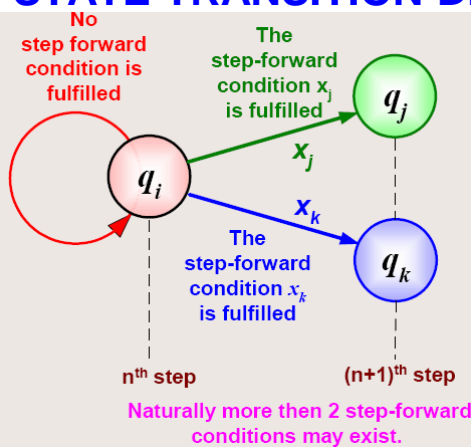 STATE TRANSITION D
No
step forward
condition is
fulfilled
The
step-forward
condition xj
is fulfilled
qj
xj
qi
xk
The
step-forward
condition xk
is fulfilled
qk
nth step
(n+1)th step
Naturally more then 2 step-forward
conditions may exist.